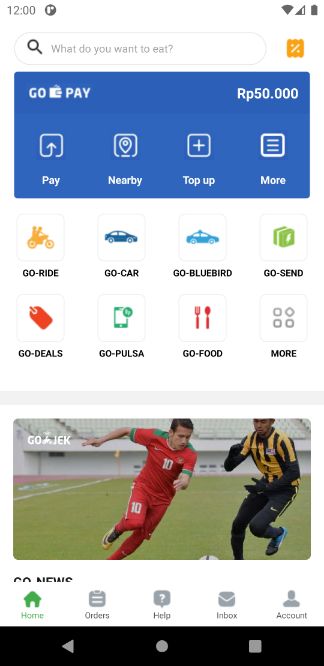 12:00
What do you want to eat?
GO PAY
Rp50.000
Pay
Nearby
Top up
More
GO-RIDE
GO-CAR
GO-BLUEBIRD
GO-SEND
GO-DEALS
GO-PULSA
GO-FOOD
MORE
GO-JEK
10
10
GO-NEWS
Home
Orders
Help
Inbox
Account